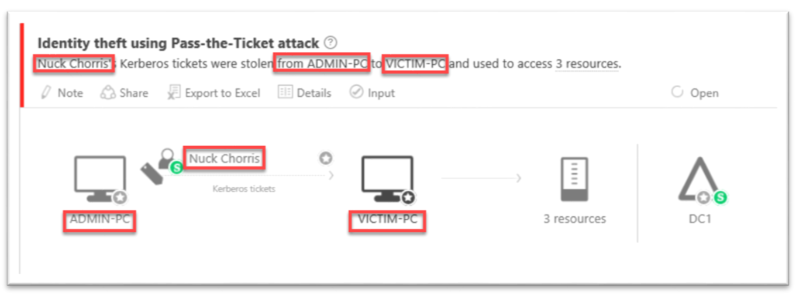 Identity theft using Pass-the-Ticket attack ?
Nuck Chorris's Kerberos tickets were stolen from ADMIN-PC to VICTIM-PC and used to access 3 resources.
Note Share Export to Excel Details Input Open
Nuck Chorris
Kerberos tickets
ADMIN-PC VICTIM-PC 3 resources DC1
S
S